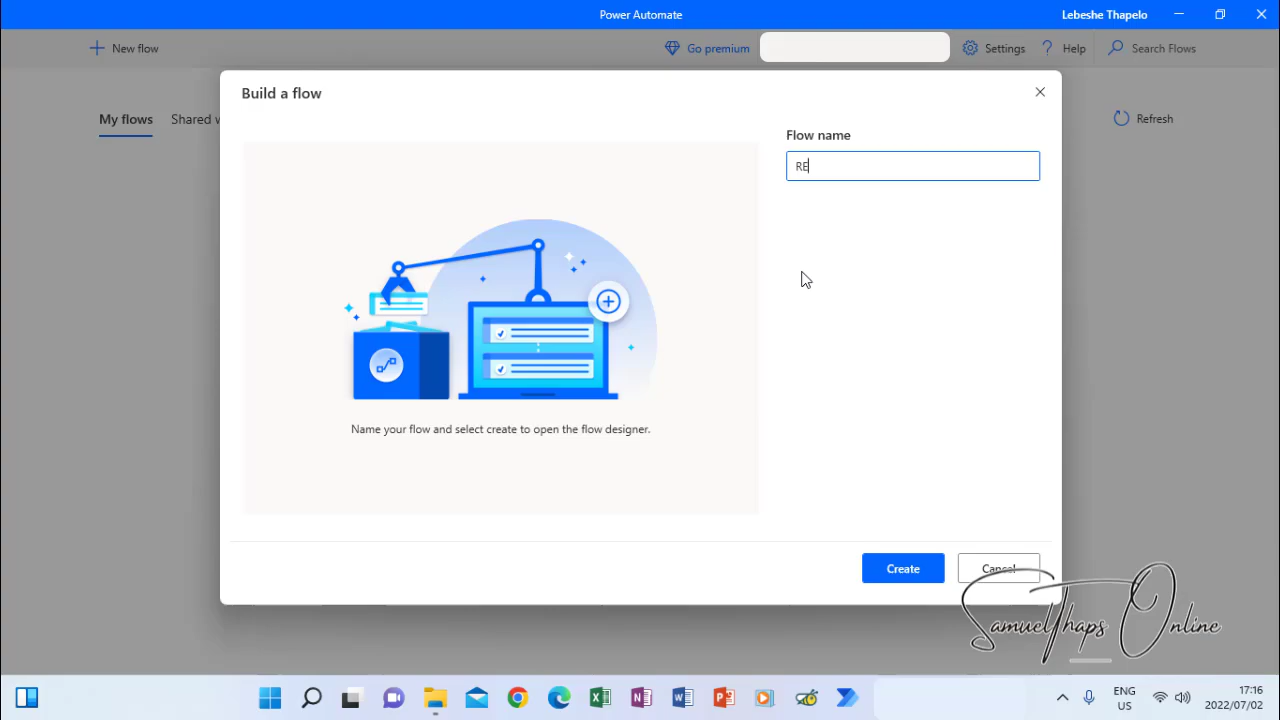 Power Automate
Lebeshe Thapelo
New flow
Go premium
Settings
Help
Search Flows
Build a flow
My flows
Shared w
Refresh
Flow name
RE
Name your flow and select create to open the flow designer.
Create
Cancel
SamuelThaps Online
ENG
US
17:16
2022/07/02